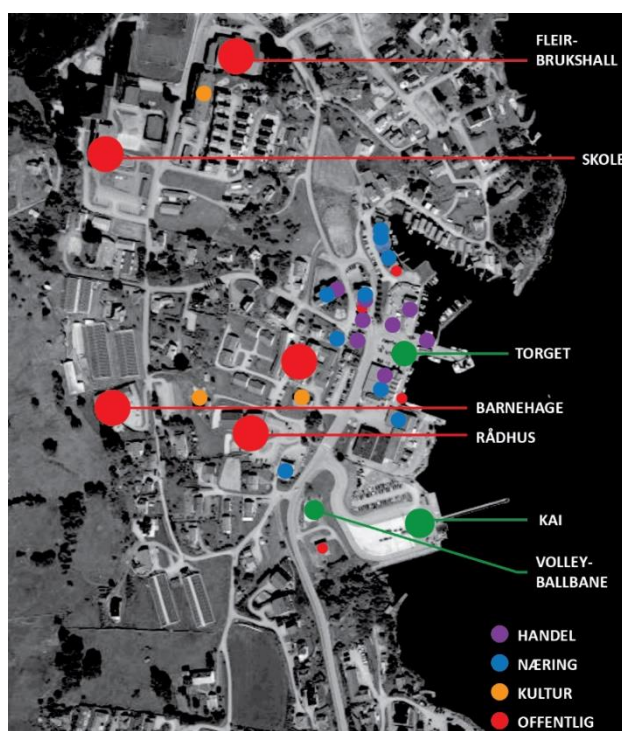 FLEIR-
BRUKSHALL
SKOLE
TORGET
BARNEHAGE
RÅDHUS
KAI
VOLLEY-
BALLBANE
HANDEL
NÆRING
KULTUR
OFFENTLIG